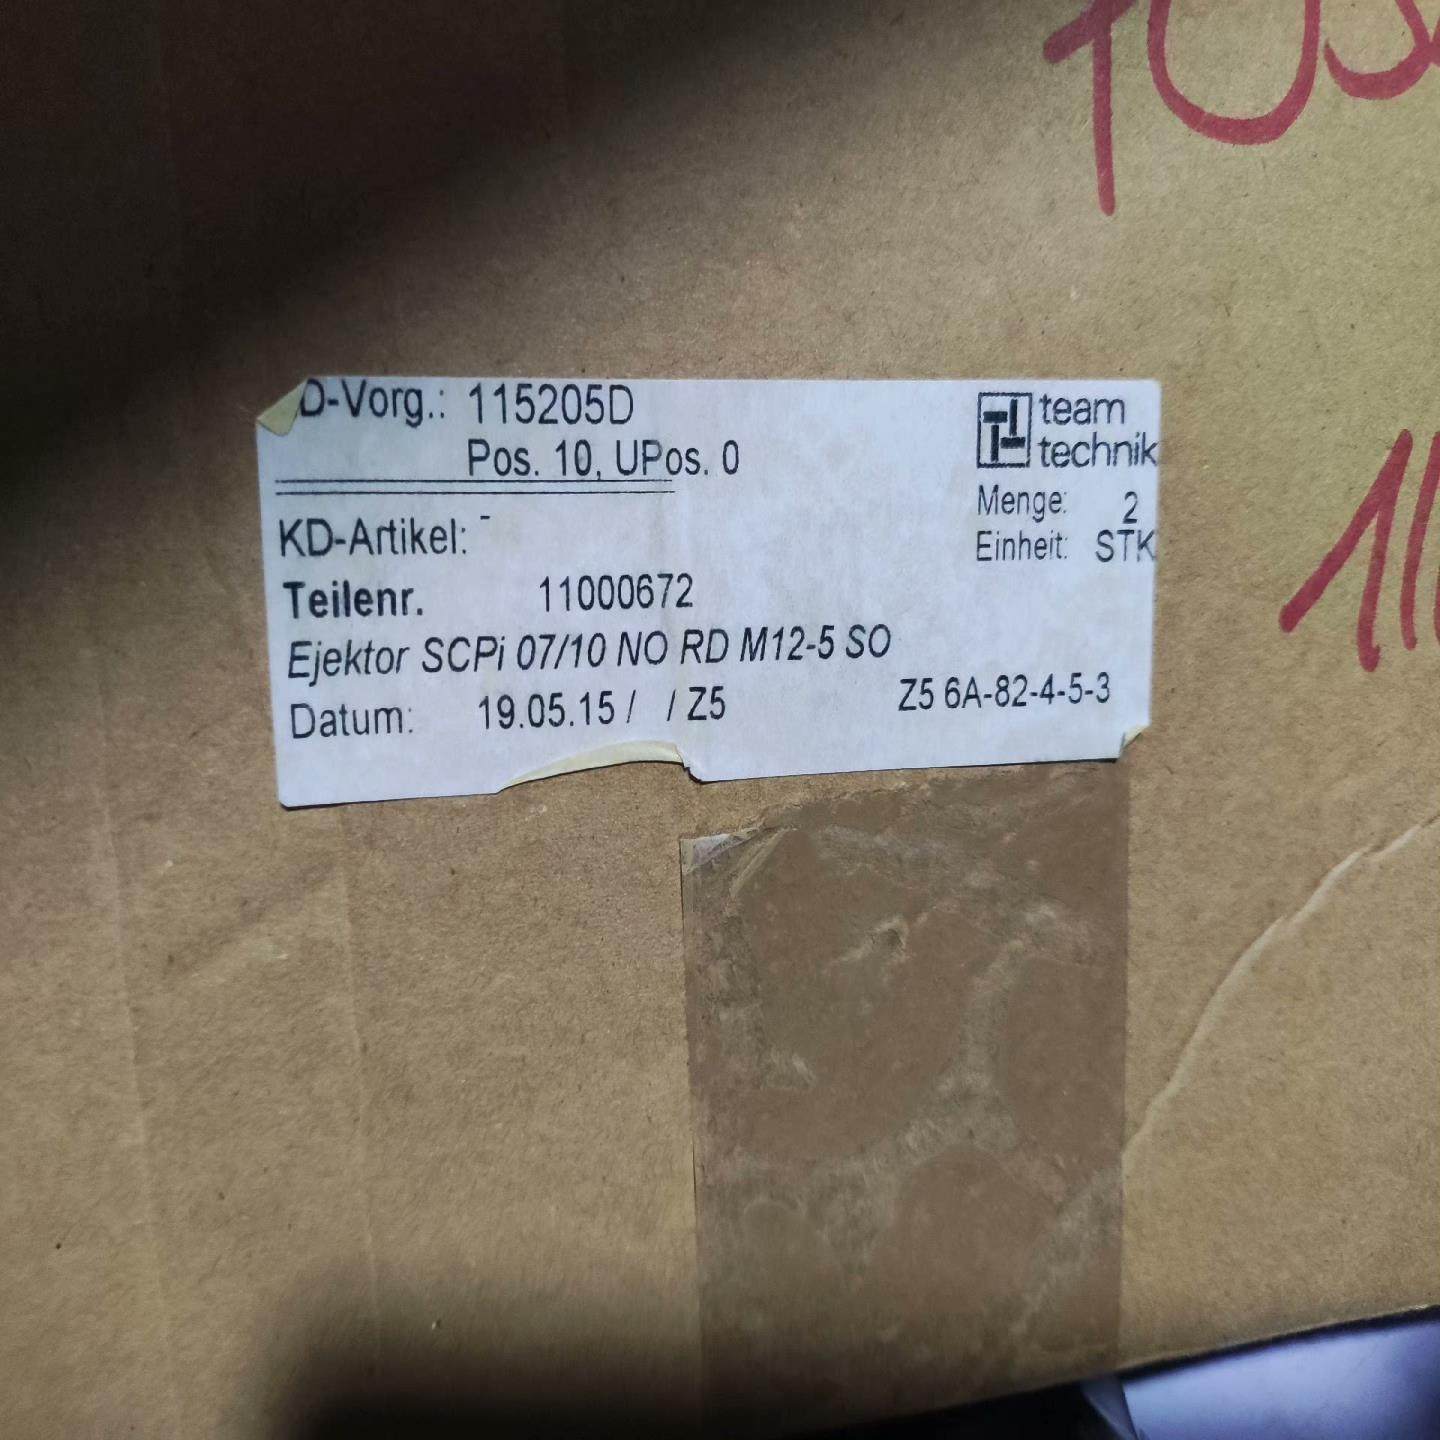 D-Vorg.: 115205D
Pos. 10, UPos. 0
team
technik
Menge: 2
Einheit: STK
KD-Artikel: -
Teilenr. 11000672
Ejektor SCPi 07/10 NO RD M12-5 SO
Datum: 19.05.15 / / Z5 Z5 6A-82-4-5-3